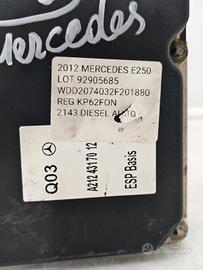 Mercedes
2012 MERCEDES E250
LOT 92905685
WDD2074032F201880
REG KP62FON
2143 DIESEL AUTO
Q03
A212 431 70 12
ESP Basis